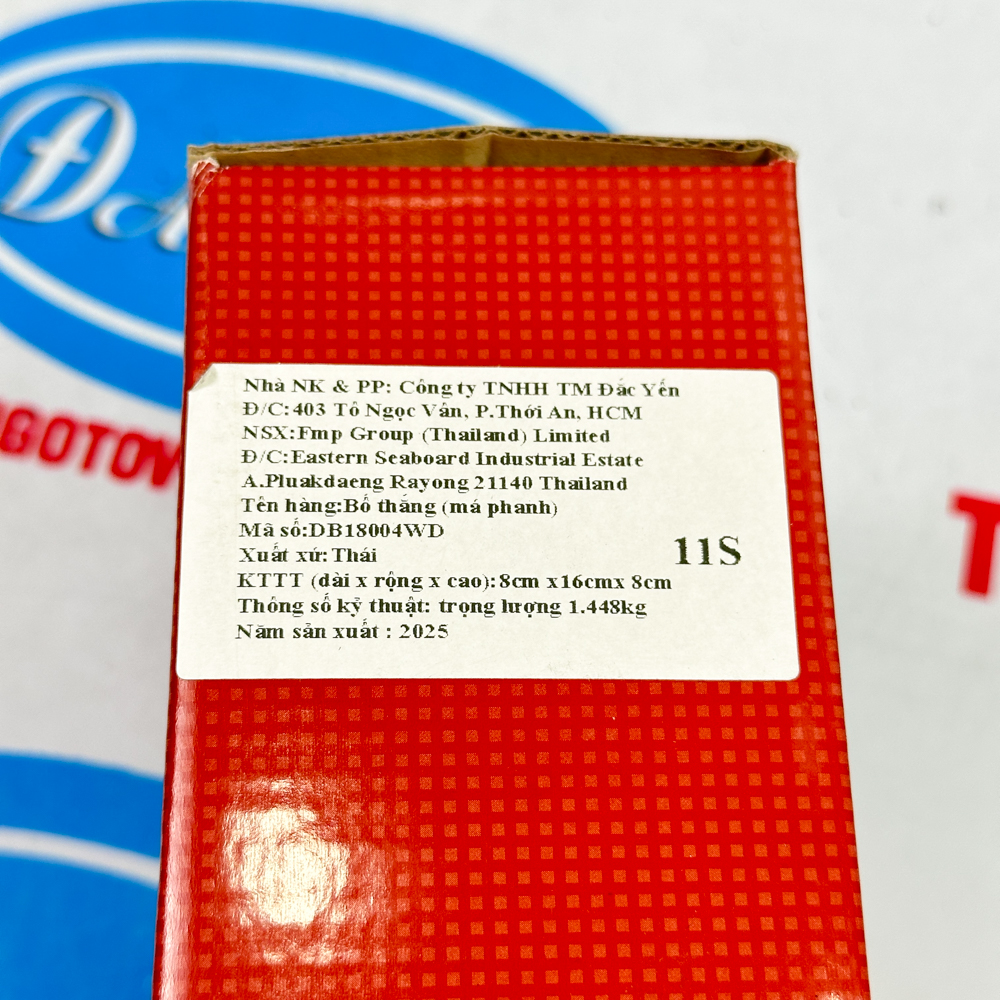 Nhà NK & PP: Công ty TNHH TM Đắc Yến
Đ/C:403 Tô Ngọc Vân, P.Thới An, HCM
NSX:Fmp Group (Thailand) Limited
Đ/C:Eastern Seaboard Industrial Estate
A.Pluakdaeng Rayong 21140 Thailand
Tên hàng:Bố thắng (má phanh)
Mã số:DB18004WD
Xuất xứ:Thái
11S
KTTT (dài x rộng x cao):8cm x16cmx 8cm
Thông số kỷ thuật: trọng lượng 1.448kg
Năm sản xuất : 2025